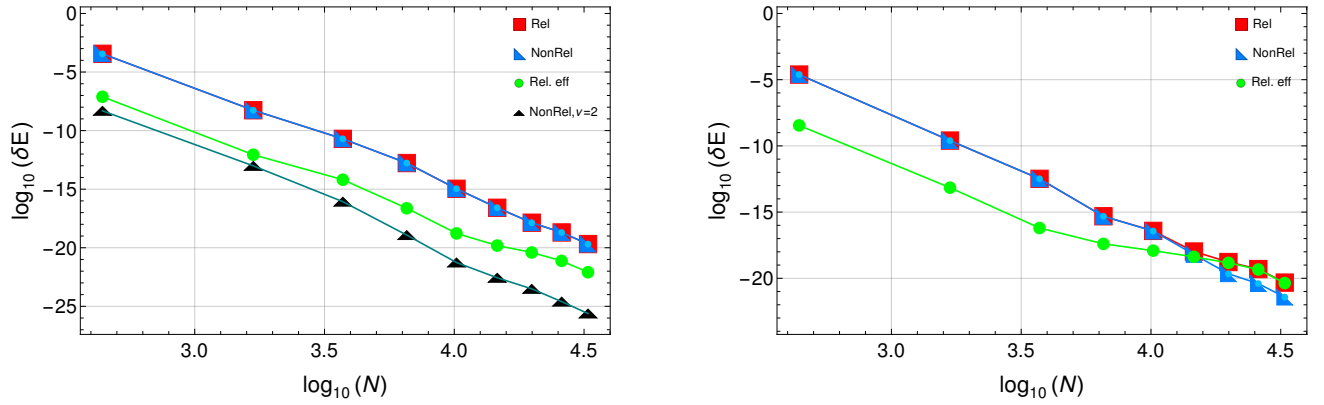 0
−5
−10
−15
−20
−25
log₁₀(δE)
3.0 3.5 4.0 4.5
log₁₀(N)
Rel
NonRel
Rel. eff
NonRel,ν=2
0
−5
−10
−15
−20
log₁₀(δE)
3.0 3.5 4.0 4.5
log₁₀(N)
Rel
NonRel
Rel. eff